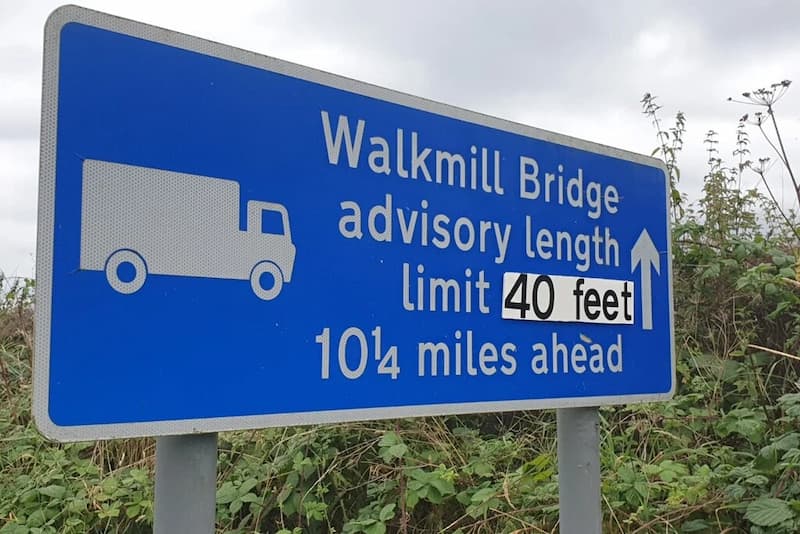 Walkmill Bridge
advisory length
limit 40 feet
10¼ miles ahead